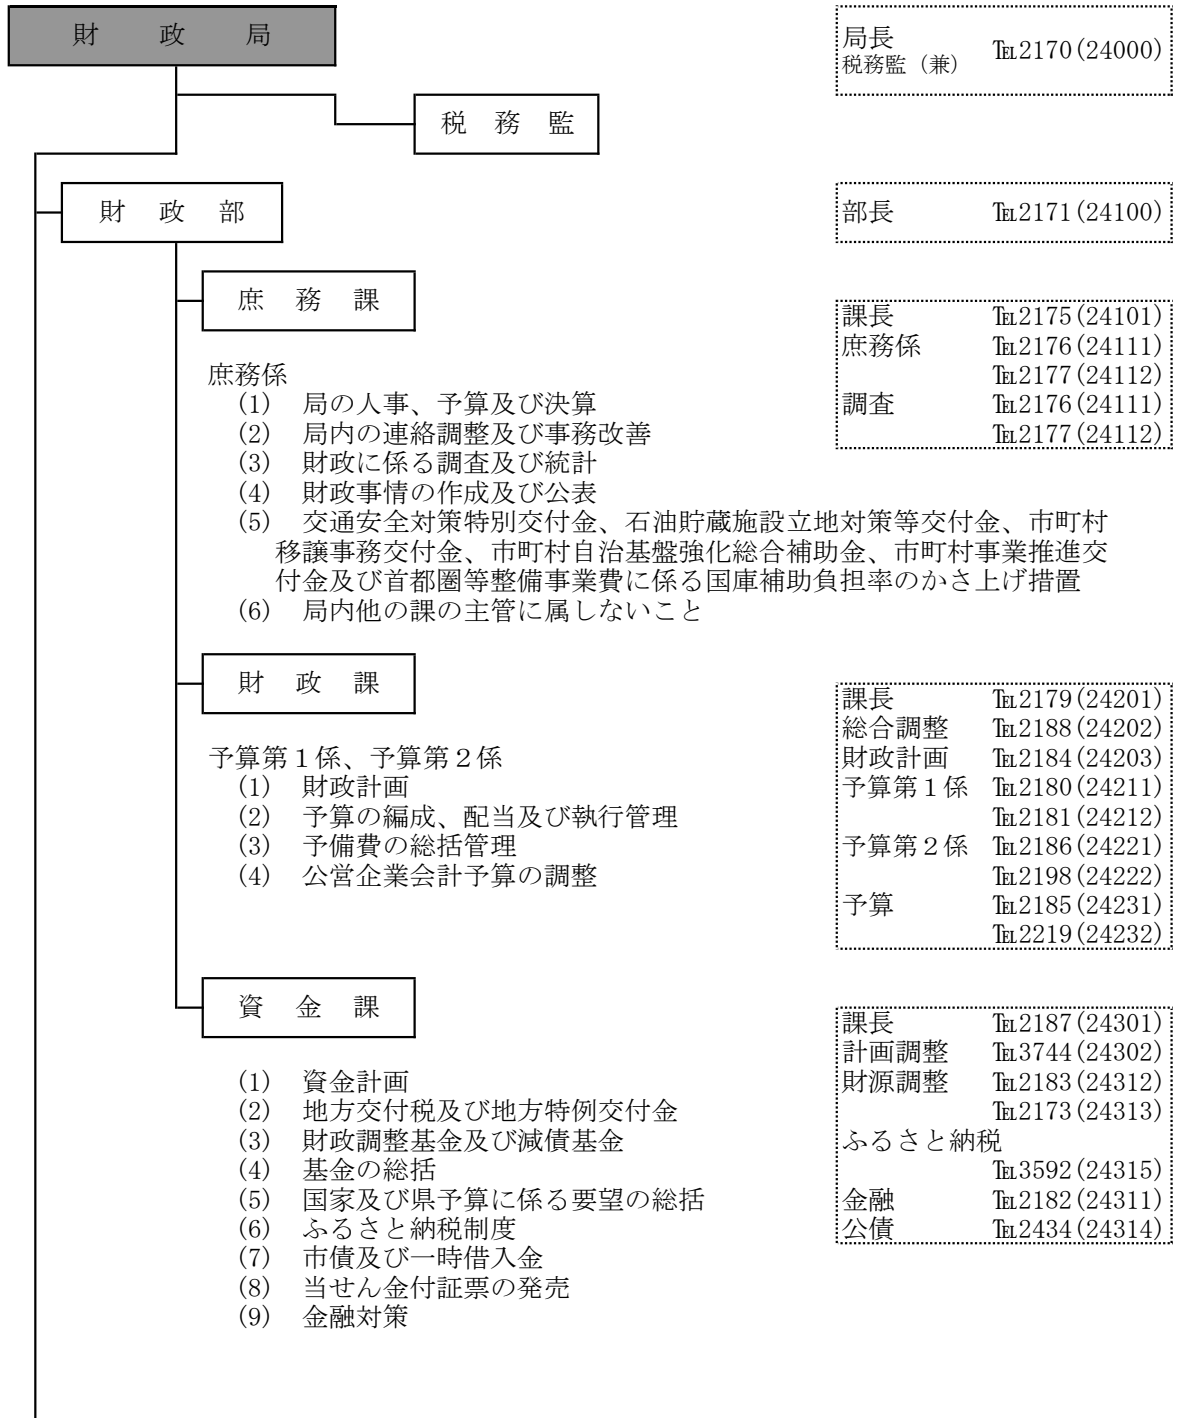 財　政　局
局長
税務監（兼）　℡2170(24000)
税　務　監
財　政　部
部長　℡2171(24100)
庶　務　課
課長　℡2175(24101)
庶務係　℡2176(24111)
℡2177(24112)
調査　℡2176(24111)
℡2177(24112)
庶務係
(1)　局の人事、予算及び決算
(2)　局内の連絡調整及び事務改善
(3)　財政に係る調査及び統計
(4)　財政事情の作成及び公表
(5)　交通安全対策特別交付金、石油貯蔵施設立地対策等交付金、市町村
移譲事務交付金、市町村自治基盤強化総合補助金、市町村事業推進交
付金及び首都圏等整備事業費に係る国庫補助負担率のかさ上げ措置
(6)　局内他の課の主管に属しないこと
財　政　課
課長　℡2179(24201)
総合調整　℡2188(24202)
財政計画　℡2184(24203)
予算第１係　℡2180(24211)
℡2181(24212)
予算第２係　℡2186(24221)
℡2198(24222)
予算　℡2185(24231)
℡2219(24232)
予算第１係、予算第２係
(1)　財政計画
(2)　予算の編成、配当及び執行管理
(3)　予備費の総括管理
(4)　公営企業会計予算の調整
資　金　課
課長　℡2187(24301)
計画調整　℡3744(24302)
財源調整　℡2183(24312)
℡2173(24313)
ふるさと納税
℡3592(24315)
金融　℡2182(24311)
公債　℡2434(24314)
(1)　資金計画
(2)　地方交付税及び地方特例交付金
(3)　財政調整基金及び減債基金
(4)　基金の総括
(5)　国家及び県予算に係る要望の総括
(6)　ふるさと納税制度
(7)　市債及び一時借入金
(8)　当せん金付証票の発売
(9)　金融対策